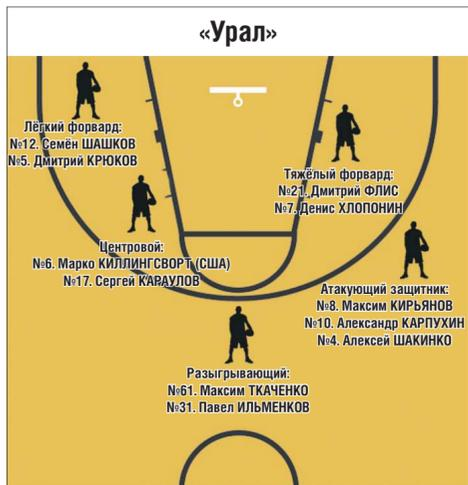 «Урал»
Лёгкий форвард:
№12. Семён ШАШКОВ
№5. Дмитрий КРЮКОВ
Тяжёлый форвард:
№21. Дмитрий ФЛИС
№7. Денис ХЛОПОНИН
Центровой:
№6. Марко КИЛЛИНГСВОРТ (США)
№17. Сергей КАРАУЛОВ
Атакующий защитник:
№8. Максим КИРЬЯНОВ
№10. Александр КАРПУХИН
№4. Алексей ШАКИНКО
Разыгрывающий:
№61. Максим ТКАЧЕНКО
№31. Павел ИЛЬМЕНКОВ